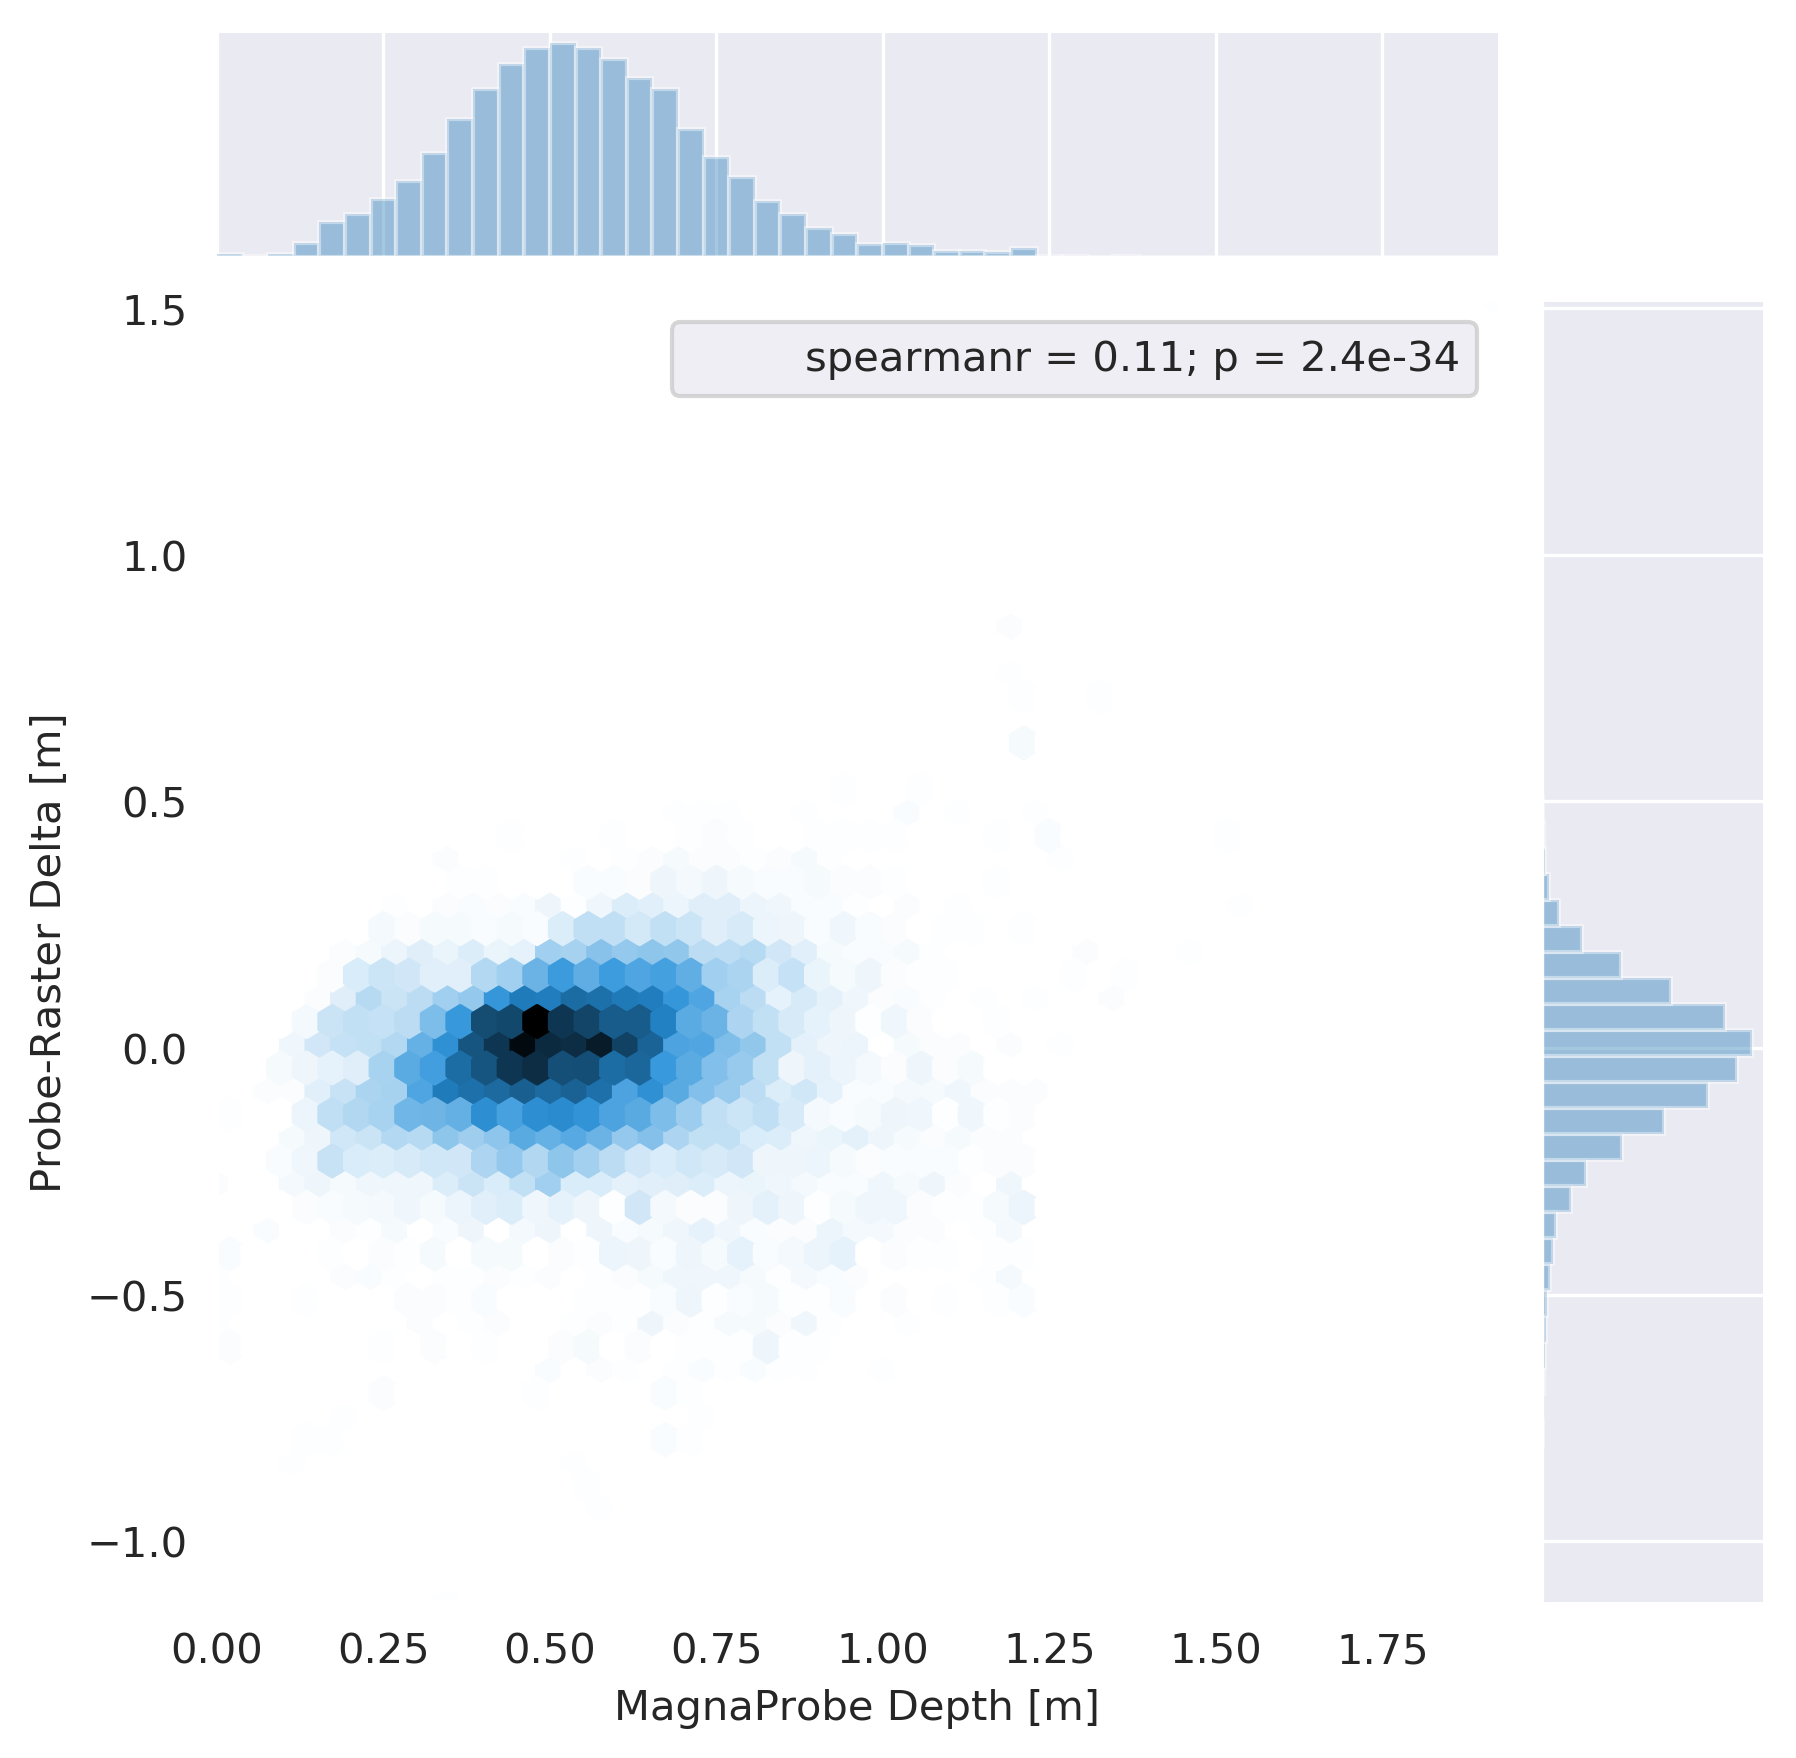 1.5
spearmanr = 0.11; p = 2.4e-34
1.0
0.5
0.0
−0.5
−1.0
Probe-Raster Delta [m]
0.00 0.25 0.50 0.75 1.00 1.25 1.50 1.75
MagnaProbe Depth [m]